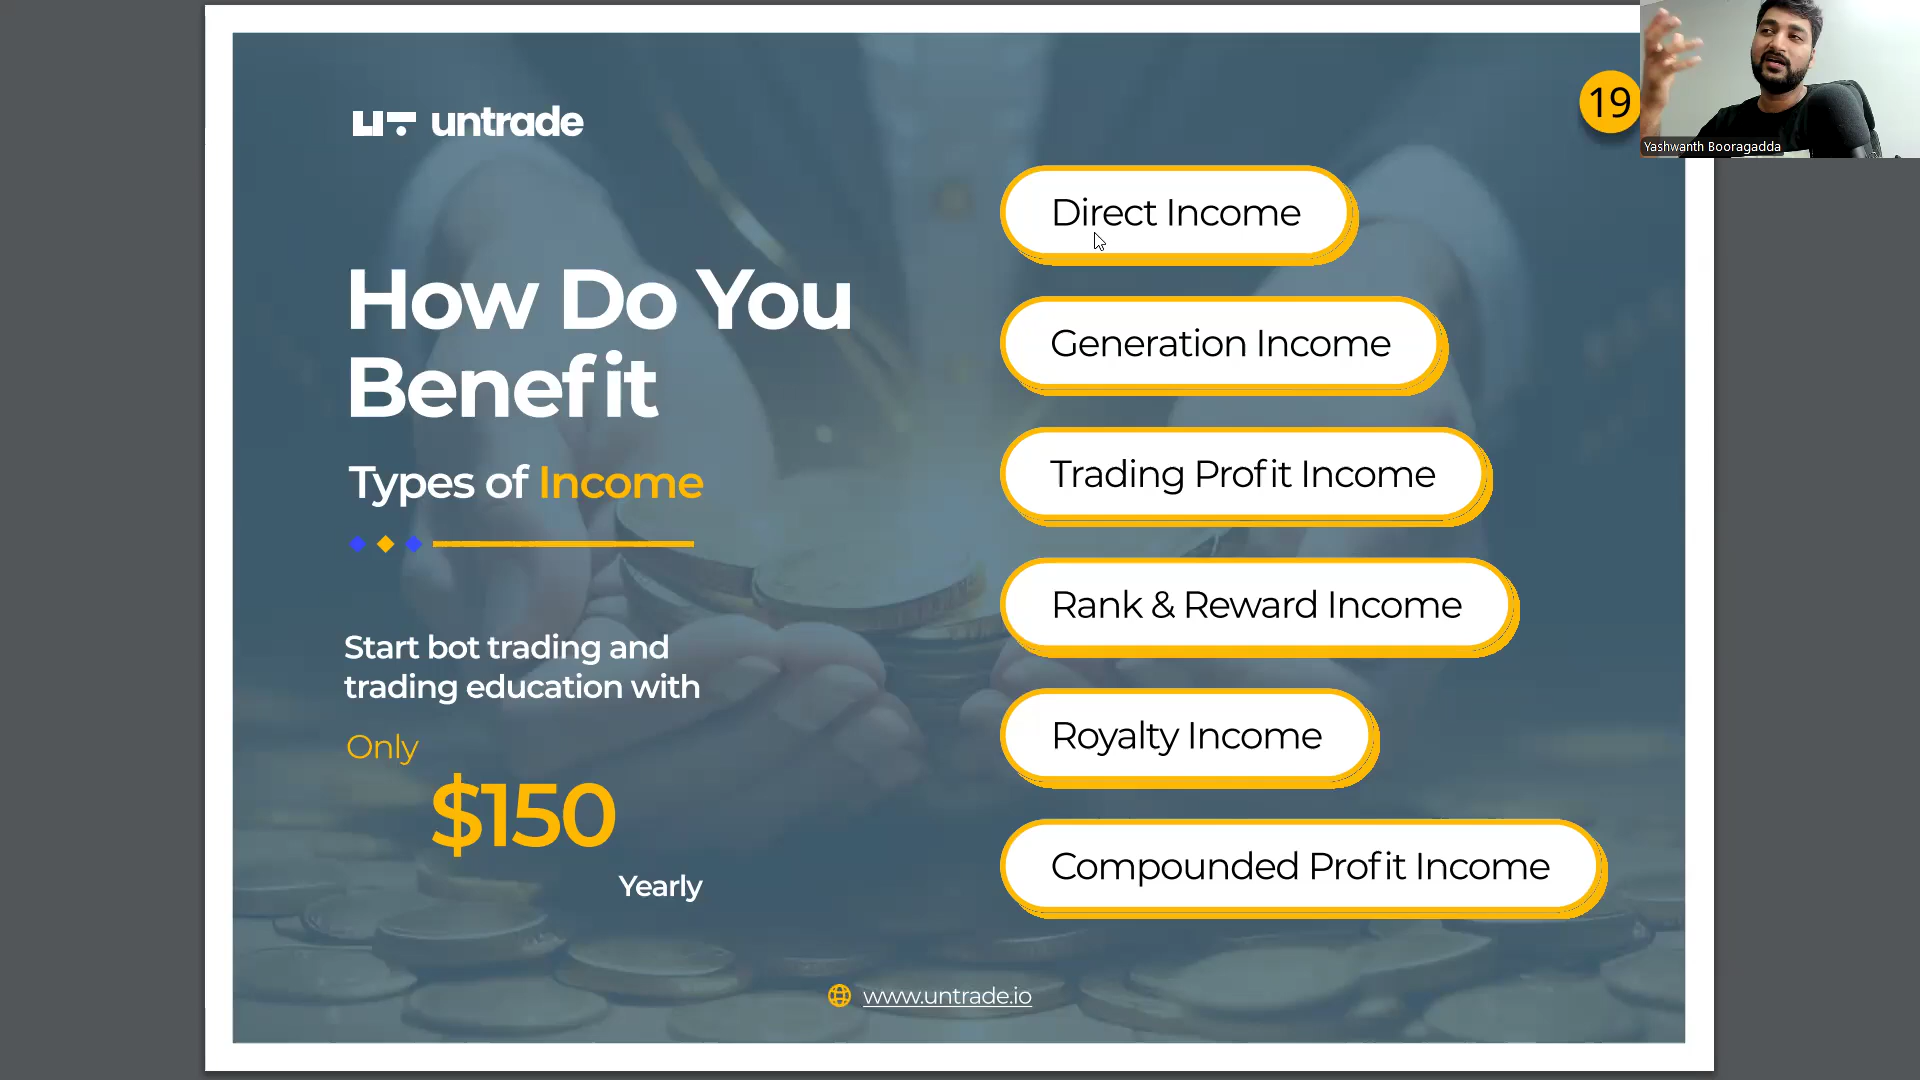 untrade
19
Yashwanth Booragadda
How Do You
Benefit
Types of Income
Start bot trading and
trading education with
Only
$150
Yearly
Direct Income
Generation Income
Trading Profit Income
Rank & Reward Income
Royalty Income
Compounded Profit Income
www.untrade.io